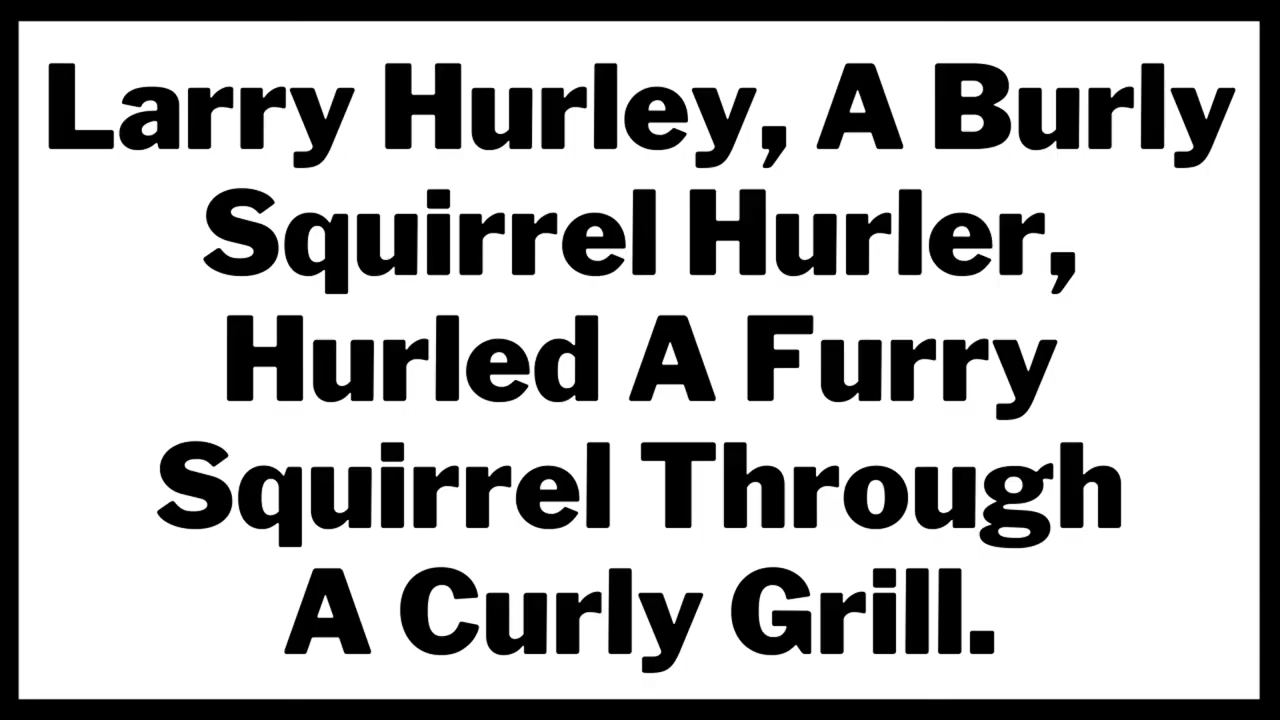 Larry Hurley, A Burly
Squirrel Hurler,
Hurled A Furry
Squirrel Through
A Curly Grill.